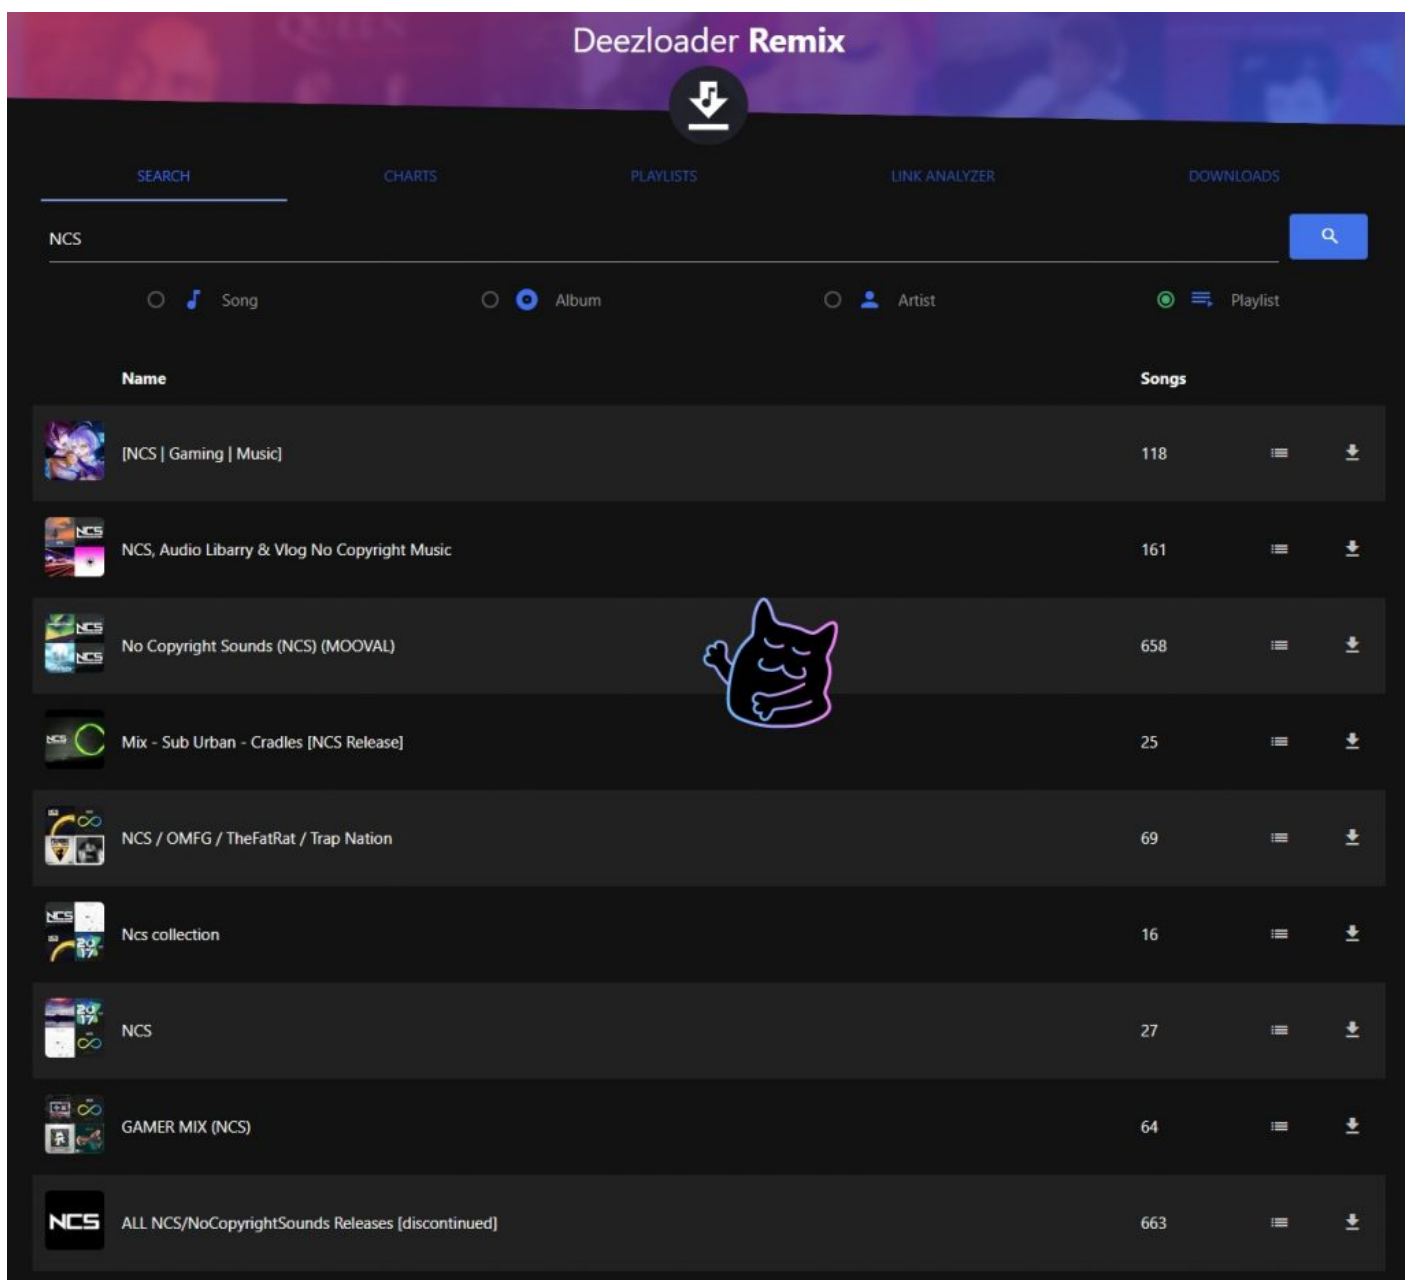 QUEEN
Deezloader Remix
SEARCH CHARTS PLAYLISTS LINK ANALYZER DOWNLOADS
NCS
Song Album Artist Playlist
Name Songs
[NCS | Gaming | Music] 118
NCS, Audio Libarry & Vlog No Copyright Music 161
No Copyright Sounds (NCS) (MOOVAL) 658
Mix - Sub Urban - Cradles [NCS Release] 25
NCS / OMFG / TheFatRat / Trap Nation 69
Ncs collection 16
NCS 27
GAMER MIX (NCS) 64
NCS ALL NCS/NoCopyrightSounds Releases [discontinued] 663